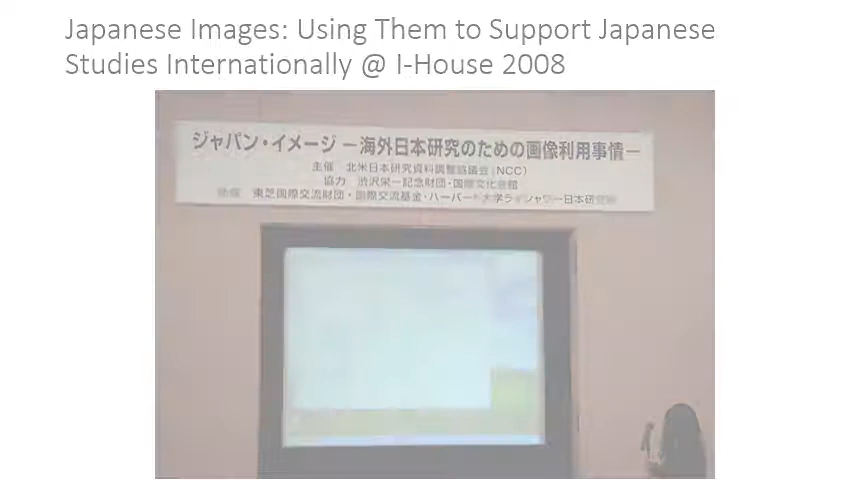 Japanese Images: Using Them to Support Japanese
Studies Internationally @ I-House 2008
ジャパン・イメージ －海外日本研究のための画像利用事情－
主催 北米日本研究資料調整協議会（NCC）
協力 渋沢栄一記念財団・国際文化会館
東芝国際交流財団・国際交流基金・ハーバード大学ライシャワー日本研究所